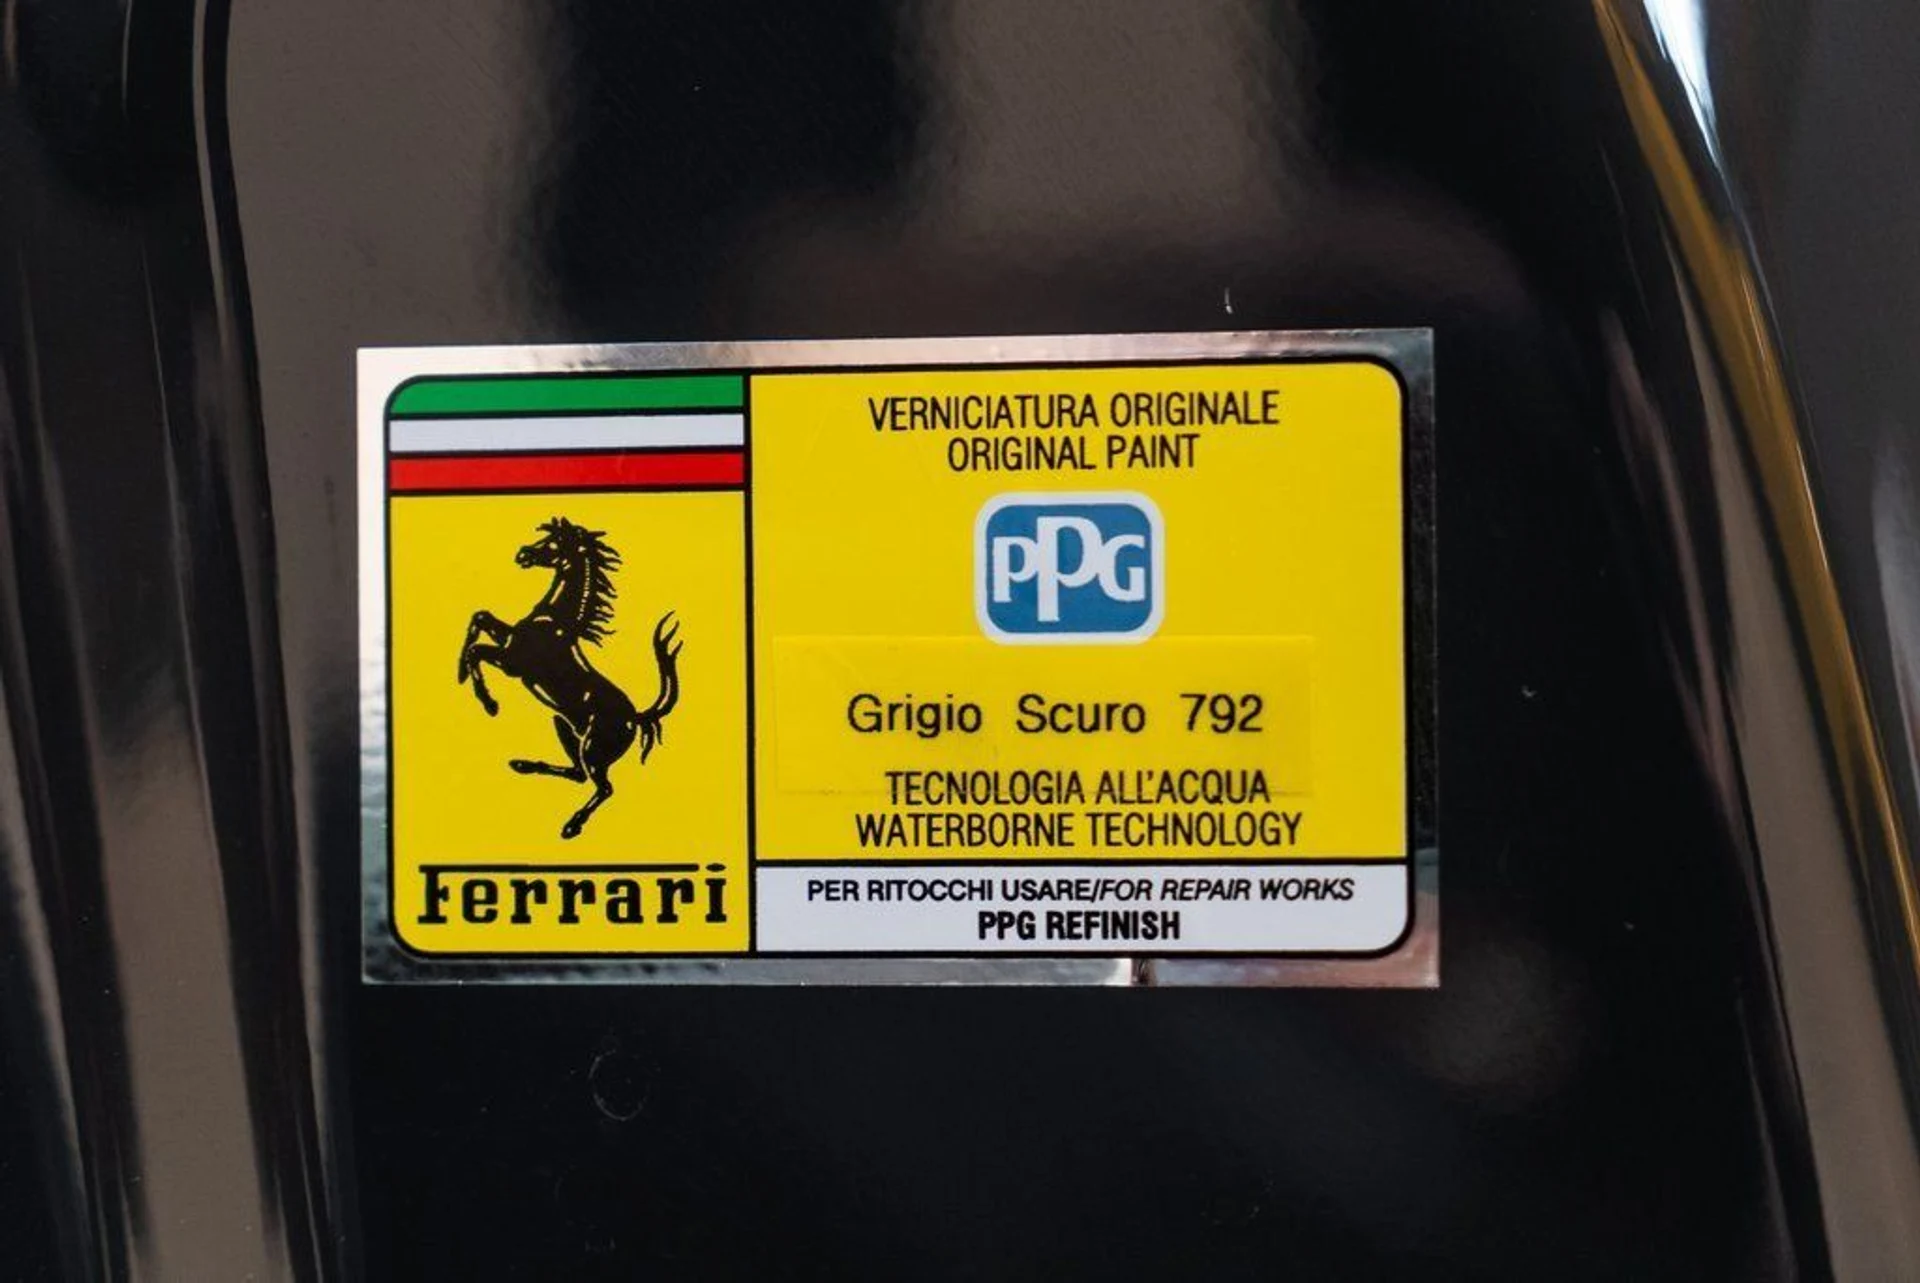 VERNICIATURA ORIGINALE
ORIGINAL PAINT
PPG
Grigio Scuro 792
TECNOLOGIA ALL'ACQUA
WATERBORNE TECHNOLOGY
Ferrari
PER RITOCCHI USARE/FOR REPAIR WORKS
PPG REFINISH